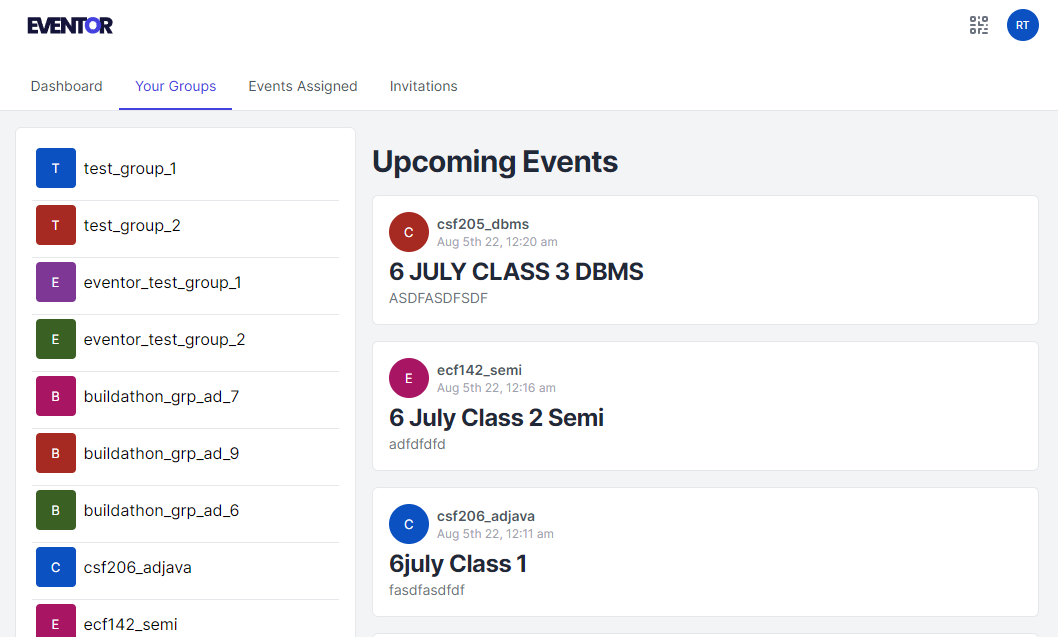 EVENTOR
RT
Dashboard Your Groups Events Assigned Invitations
T test_group_1
T test_group_2
E eventor_test_group_1
E eventor_test_group_2
B buildathon_grp_ad_7
B buildathon_grp_ad_9
B buildathon_grp_ad_6
C csf206_adjava
E ecf142_semi
Upcoming Events
C csf205_dbms
Aug 5th 22, 12:20 am
6 JULY CLASS 3 DBMS
ASDFASDFSDF
E ecf142_semi
Aug 5th 22, 12:16 am
6 July Class 2 Semi
adfdfdfd
C csf206_adjava
Aug 5th 22, 12:11 am
6july Class 1
fasdfasdfdf